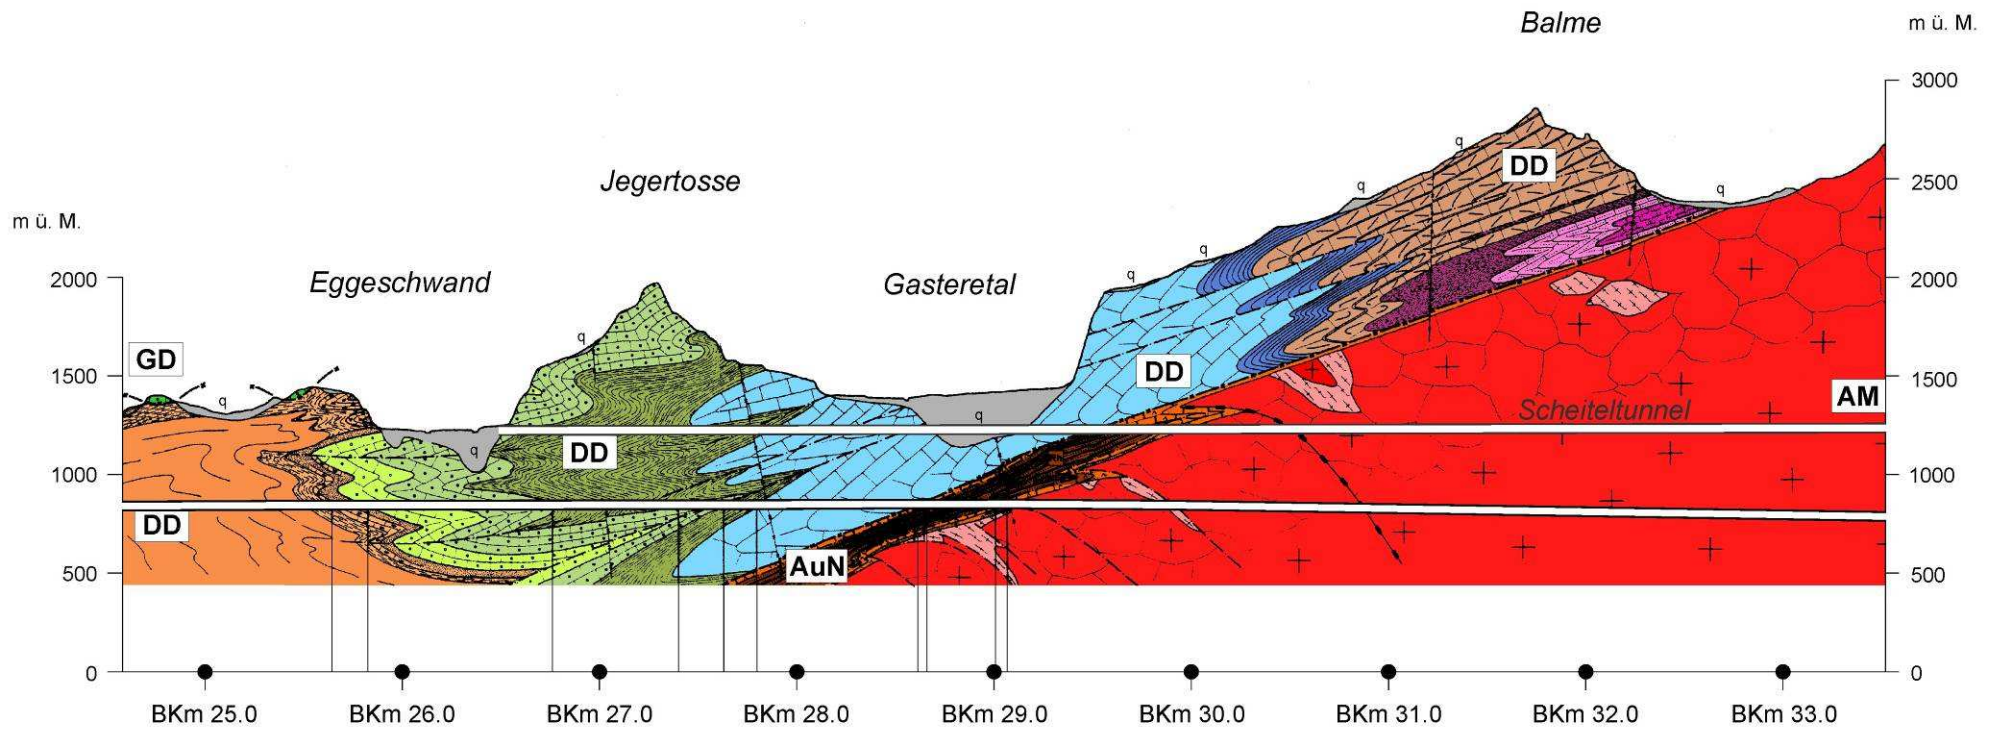 Balme
m ü. M.
m ü. M.
Jegertosse
Eggeschwand
Gasteretal
3000
2500
2000
1500
1000
500
0
2000
1500
1000
500
0
GD
q
q
q
q
q
q
q
q
q
q
DD
DD
DD
DD
AuN
AM
Scheiteltunnel
BKm 25.0
BKm 26.0
BKm 27.0
BKm 28.0
BKm 29.0
BKm 30.0
BKm 31.0
BKm 32.0
BKm 33.0